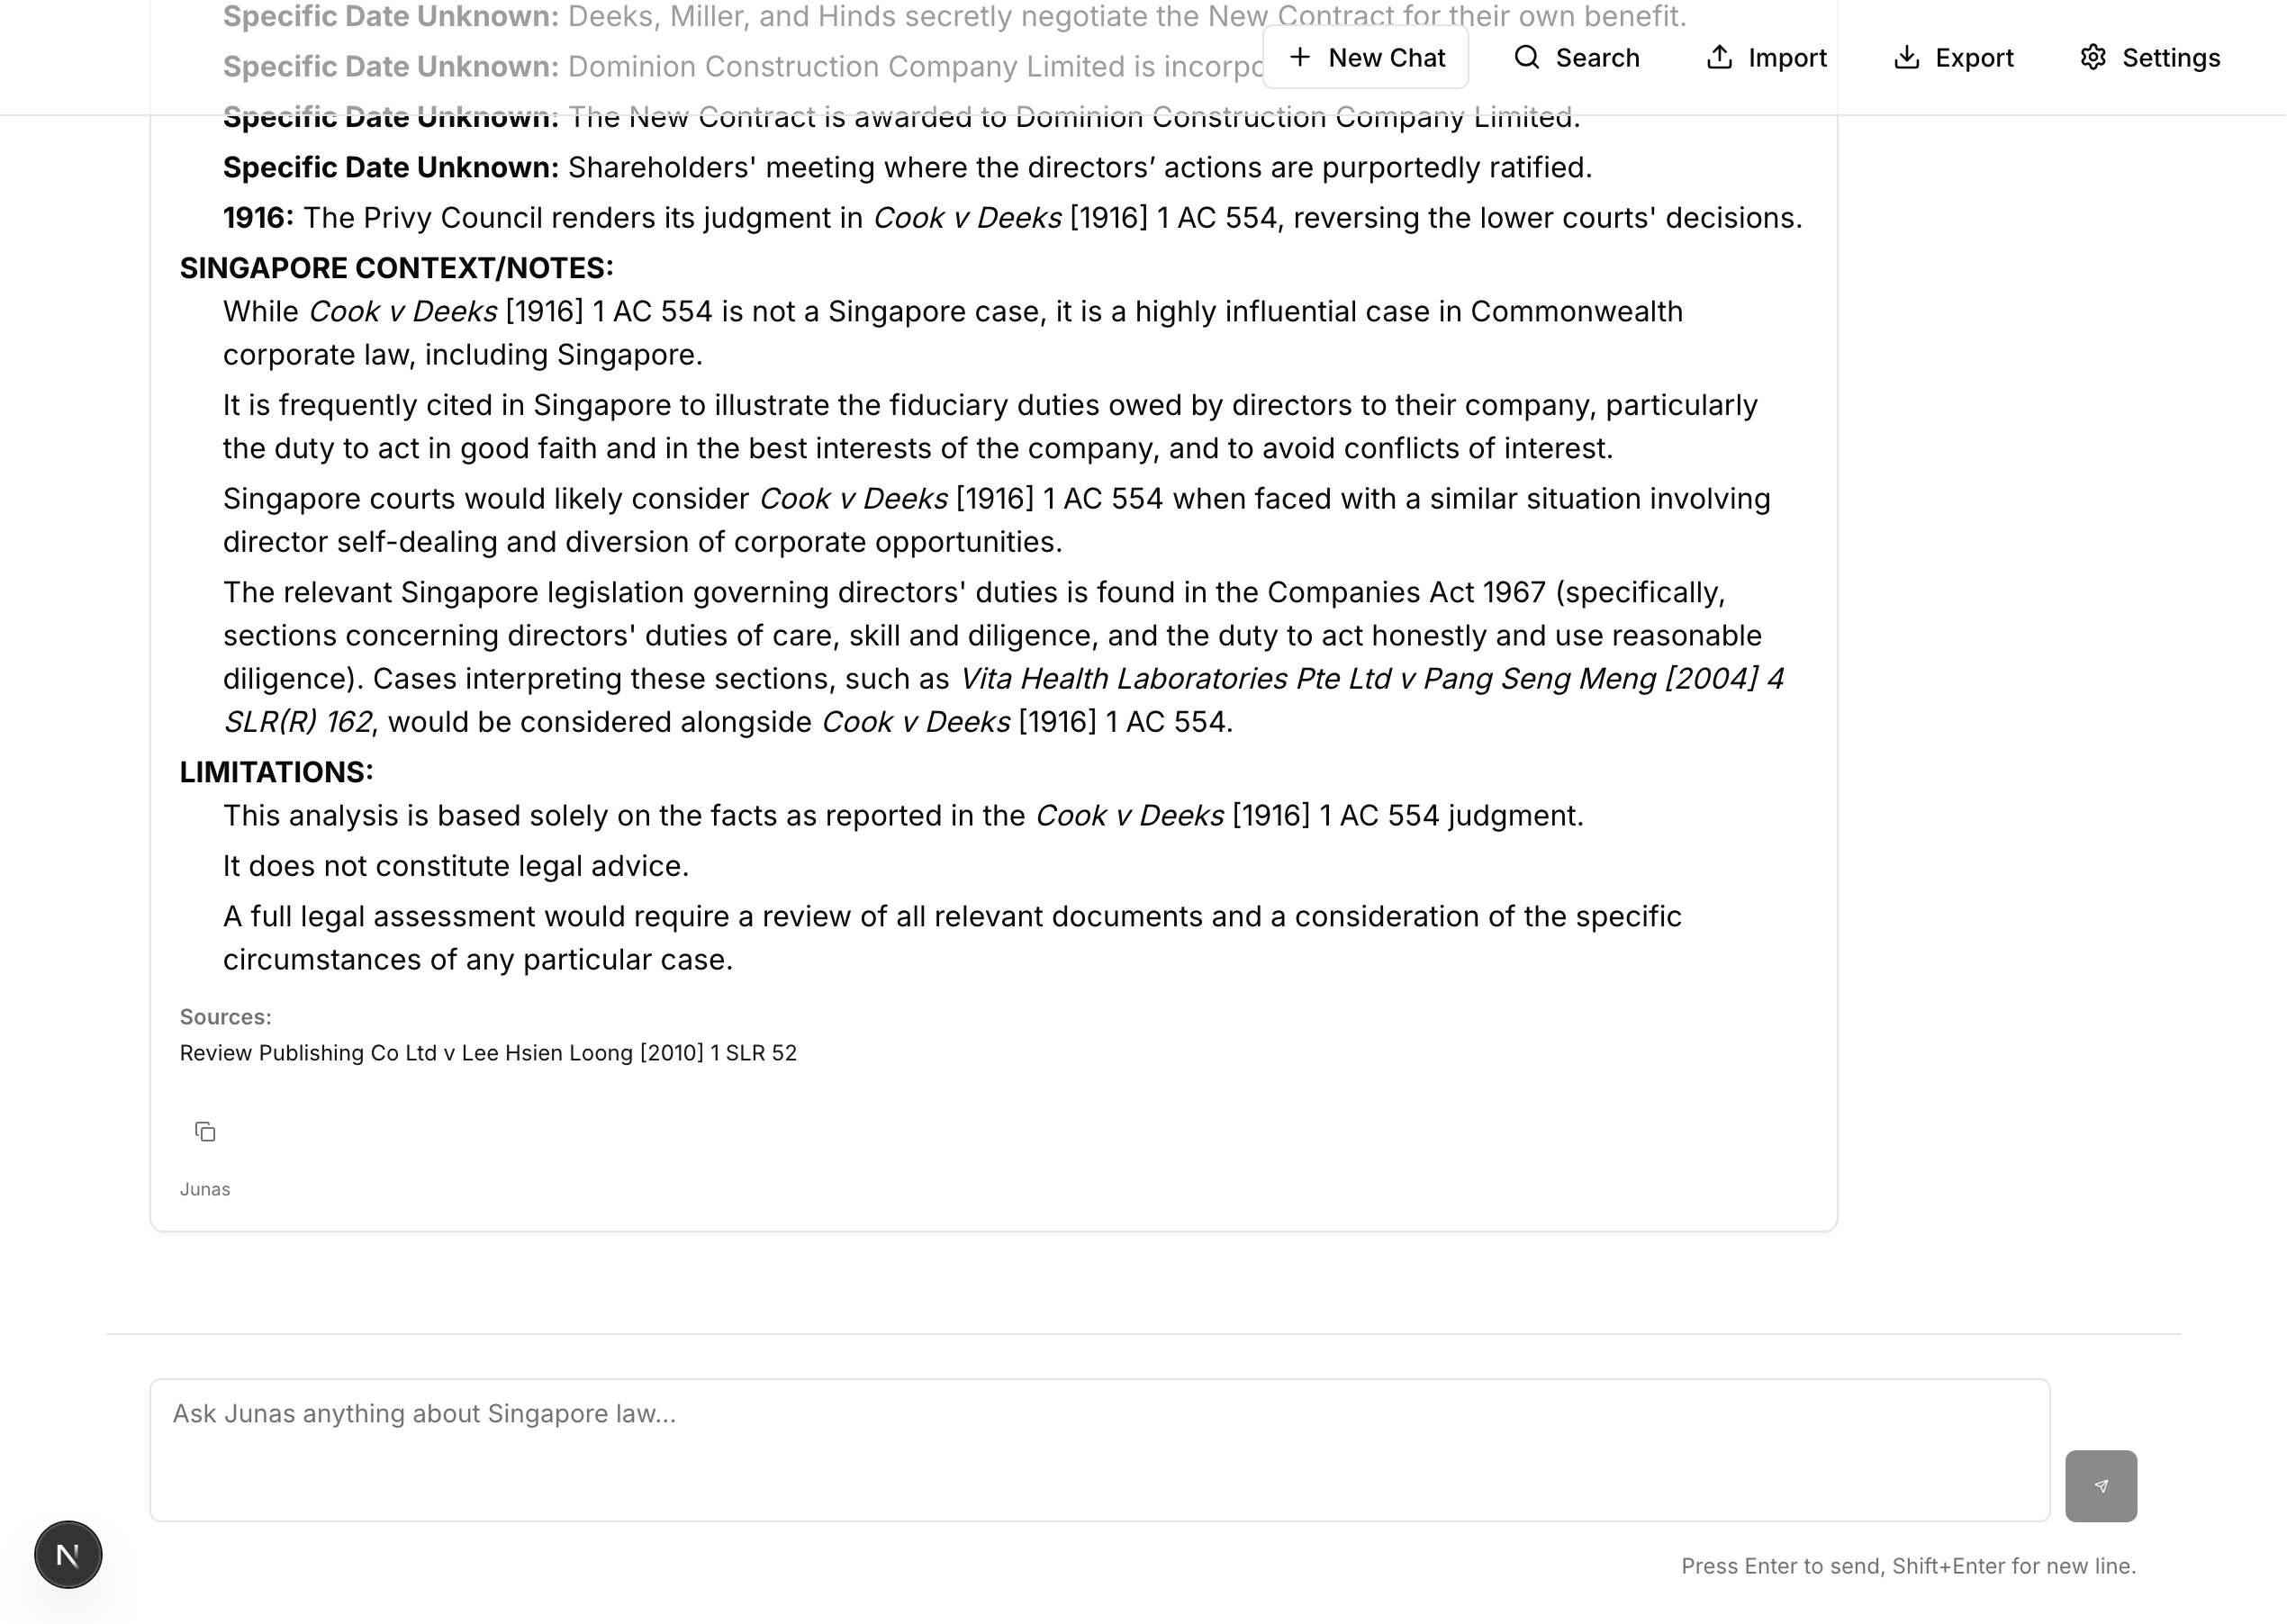 Specific Date Unknown: Deeks, Miller, and Hinds secretly negotiate the New Contract for their own benefit.
New Chat
Search
Import
Export
Settings
Specific Date Unknown: Dominion Construction Company Limited is
Specific Date Unknown: The New Contract is awarded to Dominion Construction Company Limited.
Specific Date Unknown: Shareholders' meeting where the directors’ actions are purportedly ratified.
1916: The Privy Council renders its judgment in Cook v Deeks [1916] 1 AC 554, reversing the lower courts' decisions.
SINGAPORE CONTEXT/NOTES:
While Cook v Deeks [1916] 1 AC 554 is not a Singapore case, it is a highly influential case in Commonwealth
corporate law, including Singapore.
It is frequently cited in Singapore to illustrate the fiduciary duties owed by directors to their company, particularly
the duty to act in good faith and in the best interests of the company, and to avoid conflicts of interest.
Singapore courts would likely consider Cook v Deeks [1916] 1 AC 554 when faced with a similar situation involving
director self-dealing and diversion of corporate opportunities.
The relevant Singapore legislation governing directors' duties is found in the Companies Act 1967 (specifically,
sections concerning directors' duties of care, skill and diligence, and the duty to act honestly and use reasonable
diligence). Cases interpreting these sections, such as Vita Health Laboratories Pte Ltd v Pang Seng Meng [2004] 4
SLR(R) 162, would be considered alongside Cook v Deeks [1916] 1 AC 554.
LIMITATIONS:
This analysis is based solely on the facts as reported in the Cook v Deeks [1916] 1 AC 554 judgment.
It does not constitute legal advice.
A full legal assessment would require a review of all relevant documents and a consideration of the specific
circumstances of any particular case.
Sources:
Review Publishing Co Ltd v Lee Hsien Loong [2010] 1 SLR 52
Junas
Ask Junas anything about Singapore law...
N
Press Enter to send, Shift+Enter for new line.